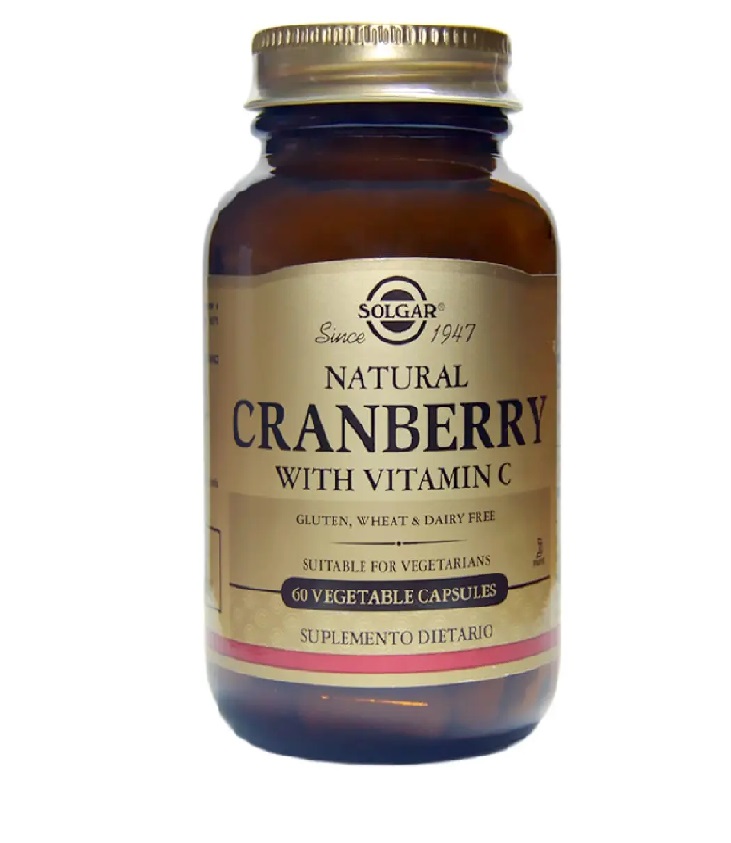 SOLGAR®
Since 1947
NATURAL
CRANBERRY
WITH VITAMIN C
GLUTEN, WHEAT & DAIRY FREE
SUITABLE FOR VEGETARIANS
60 VEGETABLE CAPSULES
SUPLEMENTO DIETARIO